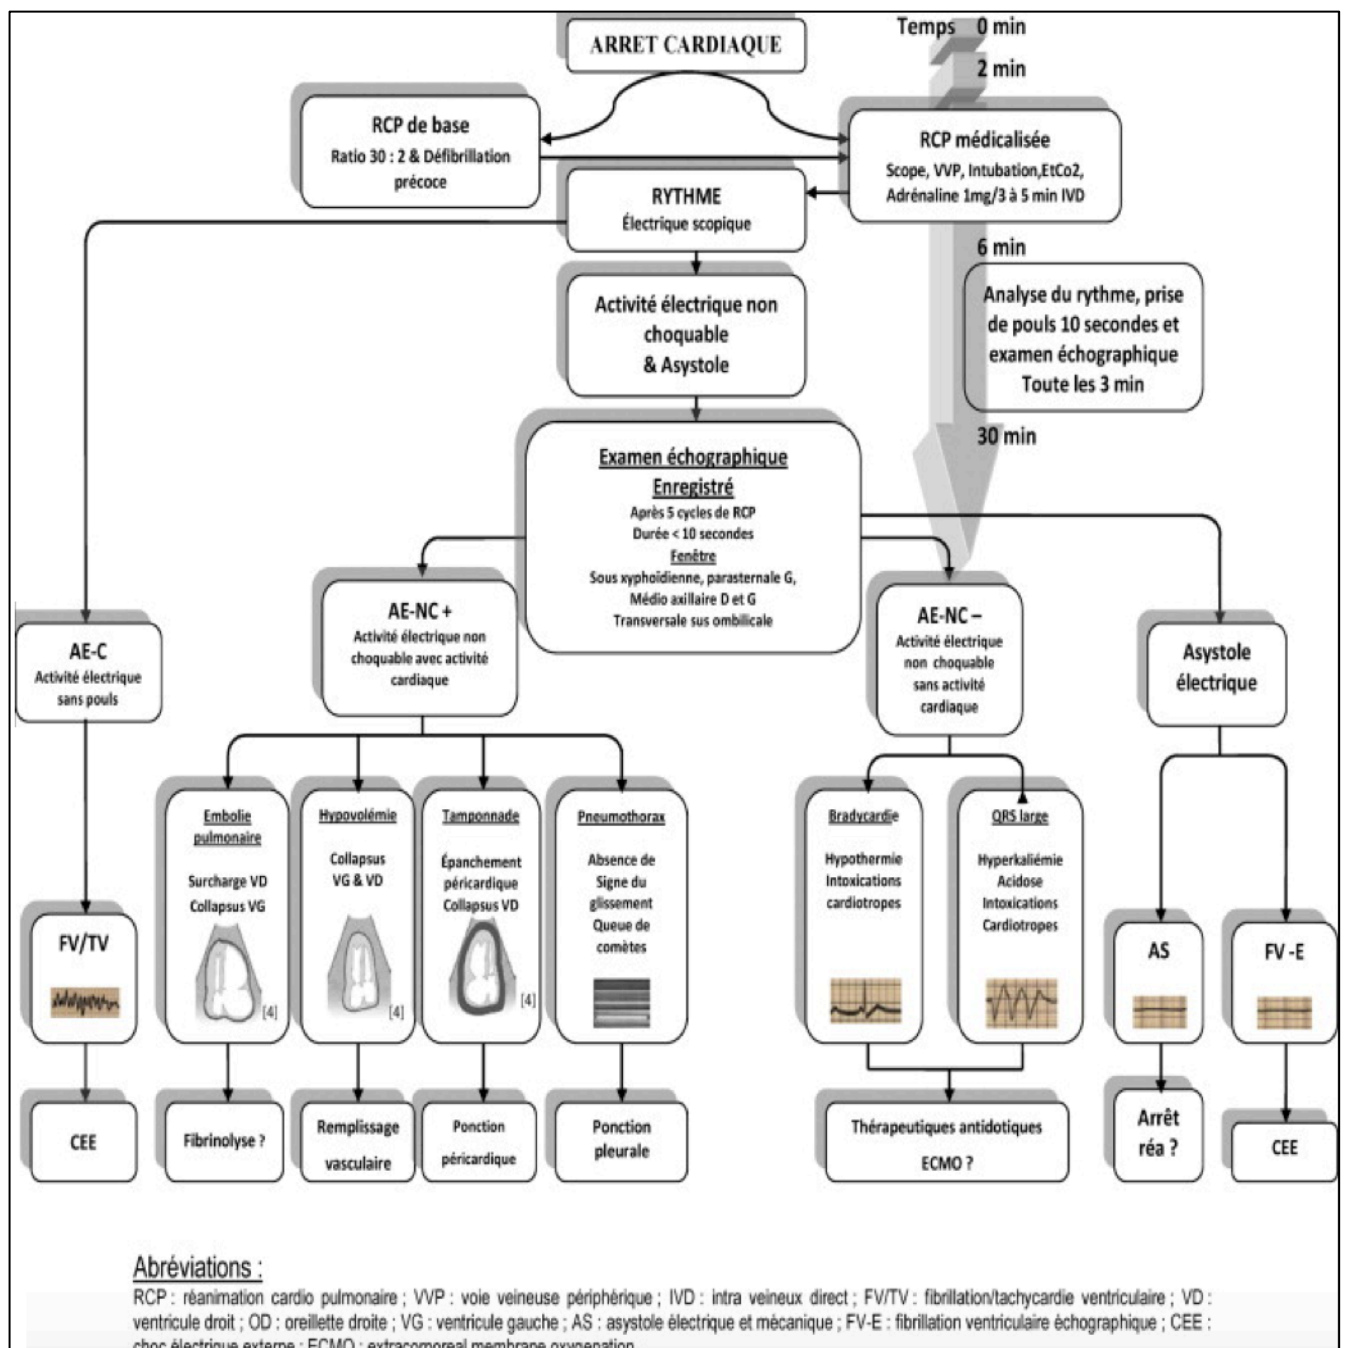 ARRET CARDIAQUE
Temps 0 min
2 min
RCP de base
Ratio 30 : 2 & Défibrillation
précoce
RCP médicalisée
Scope, VVP, Intubation,EtCo2,
Adrénaline 1mg/3 à 5 min IVD
RYTHME
Électrique scopique
6 min
Analyse du rythme, prise
de pouls 10 secondes et
examen échographique
Toute les 3 min
30 min
Activité électrique non
choquable
& Asystole
Examen échographique
Enregistré
Après 5 cycles de RCP
Durée < 10 secondes
Fenêtre
Sous xyphoïdienne, parasternale G,
Médio axillaire D et G
Transversale sus ombilicale
AE-C
Activité électrique
sans pouls
AE-NC +
Activité électrique non
choquable avec activité
cardiaque
AE-NC –
Activité électrique
non choquable
sans activité
cardiaque
Asystole
électrique
FV/TV
Embolie
pulmonaire
Surcharge VD
Collapsus VG
[4]
Hypovolémie
Collapsus
VG & VD
[4]
Tamponnade
Épanchement
péricardique
Collapsus VD
[4]
Pneumothorax
Absence de
Signe du
glissement
Queue de
comètes
Bradycardie
Hypothermie
Intoxications
cardiotropes
QRS large
Hyperkaliémie
Acidose
Intoxications
Cardiotropes
AS
FV -E
CEE
Fibrinolyse ?
Remplissage
vasculaire
Ponction
péricardique
Ponction
pleurale
Thérapeutiques antidotiques
ECMO ?
Arrêt
réa ?
CEE
Abréviations :
RCP : réanimation cardio pulmonaire ; VVP : voie veineuse périphérique ; IVD : intra veineux direct ; FV/TV : fibrillation/tachycardie ventriculaire ; VD :
ventricule droit ; OD : oreillette droite ; VG : ventricule gauche ; AS : asystole électrique et mécanique ; FV-E : fibrillation ventriculaire échographique ; CEE :
choc électrique externe ; ECMO : extracorporeal membrane oxygenation